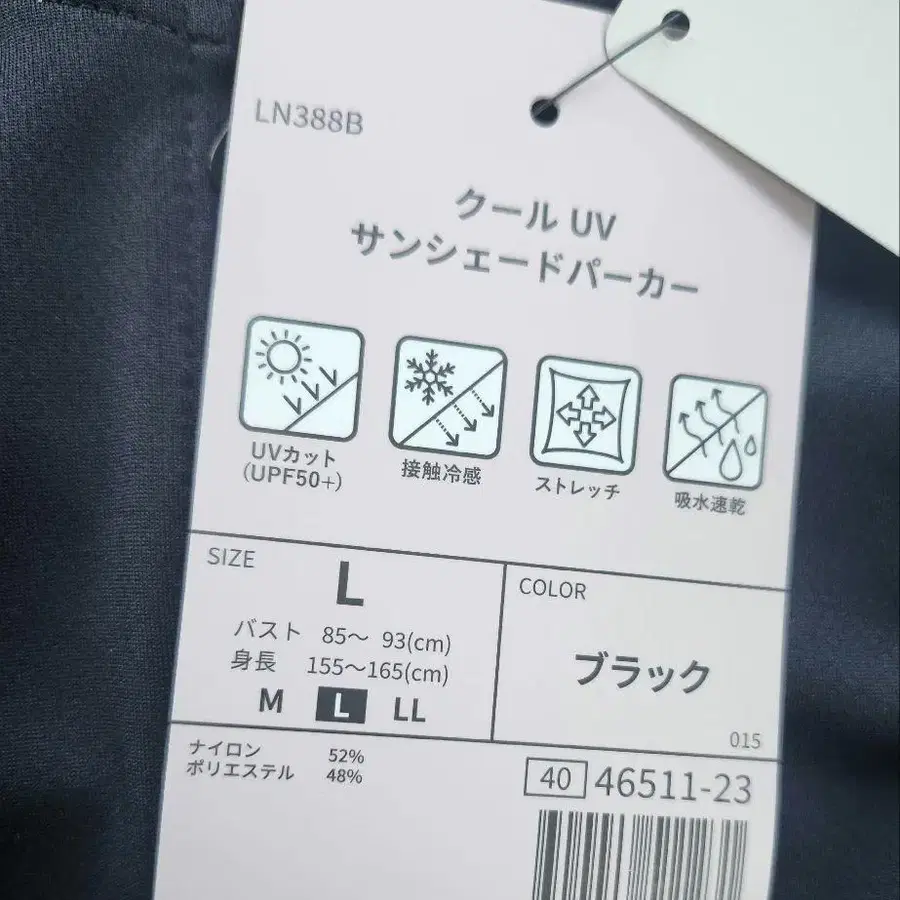 LN388B
クール UV
サンシェードパーカー
UVカット
(UPF50+)
接触冷感
ストレッチ
吸水速乾
SIZE
L
バスト 85〜 93(cm)
身長 155〜165(cm)
M L LL
COLOR
ブラック
015
ナイロン 52%
ポリエステル 48%
40 46511-23